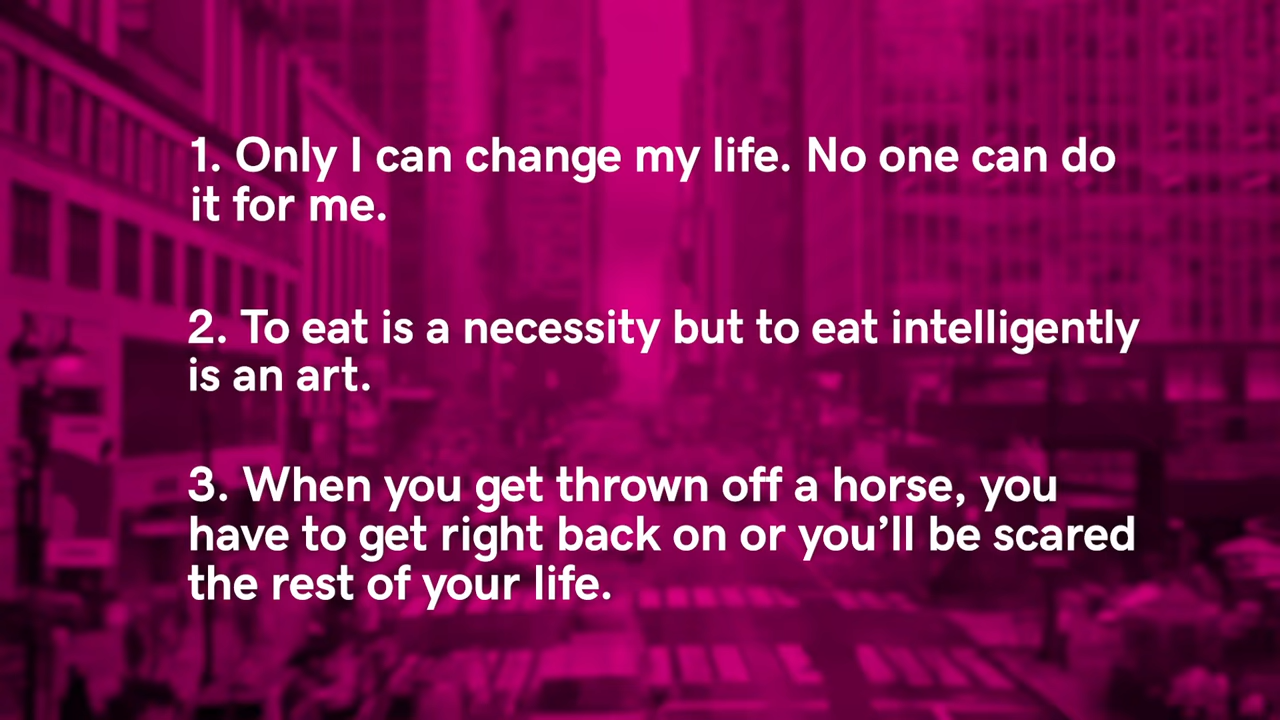 1. Only I can change my life. No one can do
it for me.
2. To eat is a necessity but to eat intelligently
is an art.
3. When you get thrown off a horse, you
have to get right back on or you’ll be scared
the rest of your life.